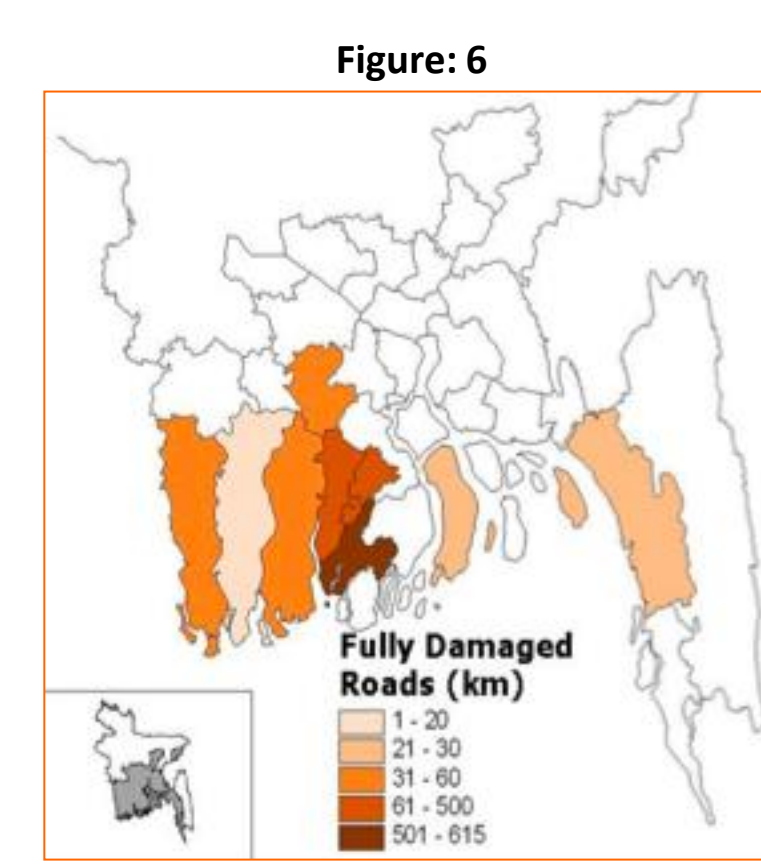 Figure: 6
Fully Damaged
Roads (km)
1 - 20
21 - 30
31 - 60
61 - 500
501 - 615